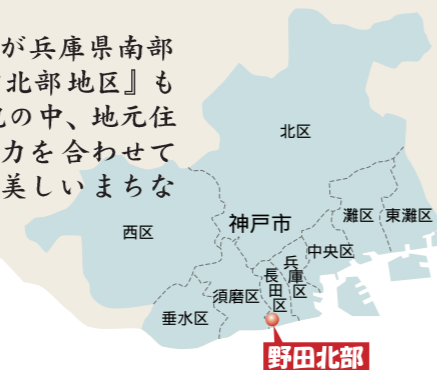 が兵庫県南部
北部地区』も
の中、地元住
力を合わせて
美しいまちな
北区
西区
神戸市
灘区
東灘区
中央区
兵庫区
長田区
須磨区
垂水区
野田北部